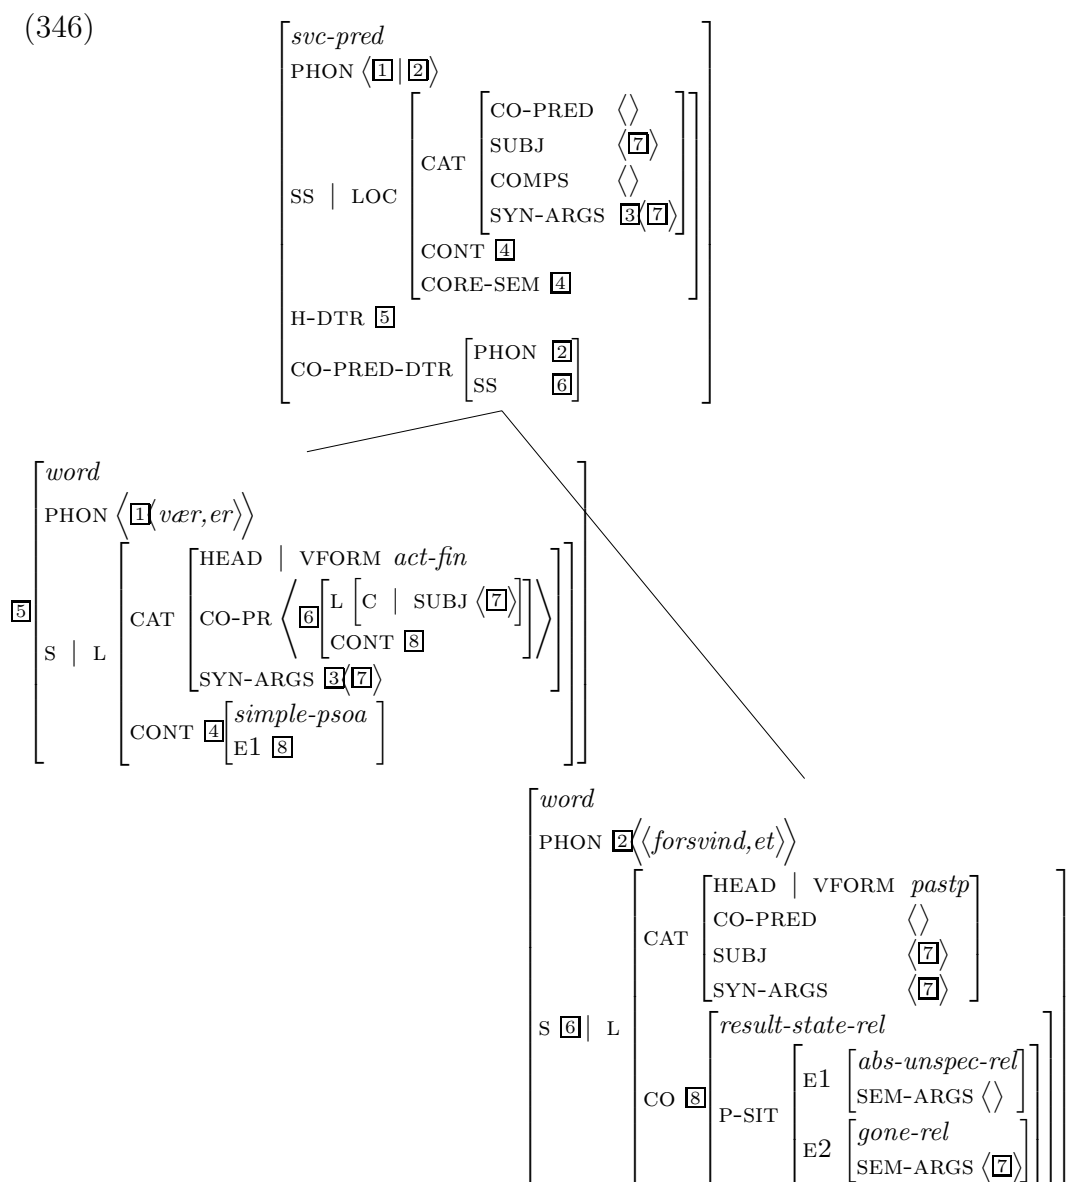 (346)
svc-pred
PHON ⟨1|2⟩
CO-PRED ⟨⟩
SUBJ ⟨7⟩
CAT
COMPS ⟨⟩
SS | LOC
SYN-ARGS 3⟨7⟩
CONT 4
CORE-SEM 4
H-DTR 5
PHON 2
CO-PRED-DTR
SS 6
word
PHON ⟨1⟨vær,er⟩⟩
HEAD | VFORM act-fin
L [C | SUBJ ⟨7⟩]
5
CAT
CO-PR ⟨6
CONT 8
S | L
SYN-ARGS 3⟨7⟩
simple-psoa
CONT 4
E1 8
word
PHON 2⟨⟨forsvind,et⟩⟩
HEAD | VFORM pastp
CO-PRED ⟨⟩
CAT
SUBJ ⟨7⟩
SYN-ARGS ⟨7⟩
S 6| L
result-state-rel
abs-unspec-rel
E1
SEM-ARGS ⟨⟩
CO 8
P-SIT
gone-rel
E2
SEM-ARGS ⟨7⟩